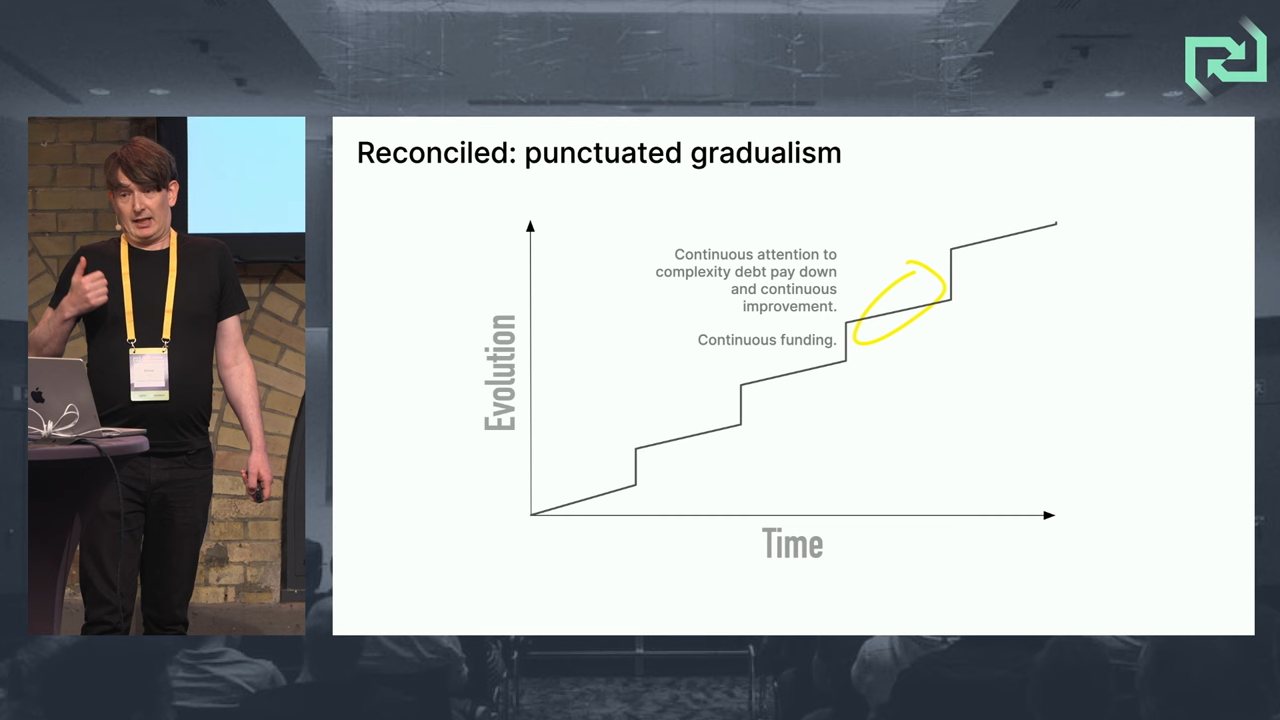 Reconciled: punctuated gradualism
Continuous attention to
complexity debt pay down
and continuous
improvement.
Continuous funding.
Evolution
Time